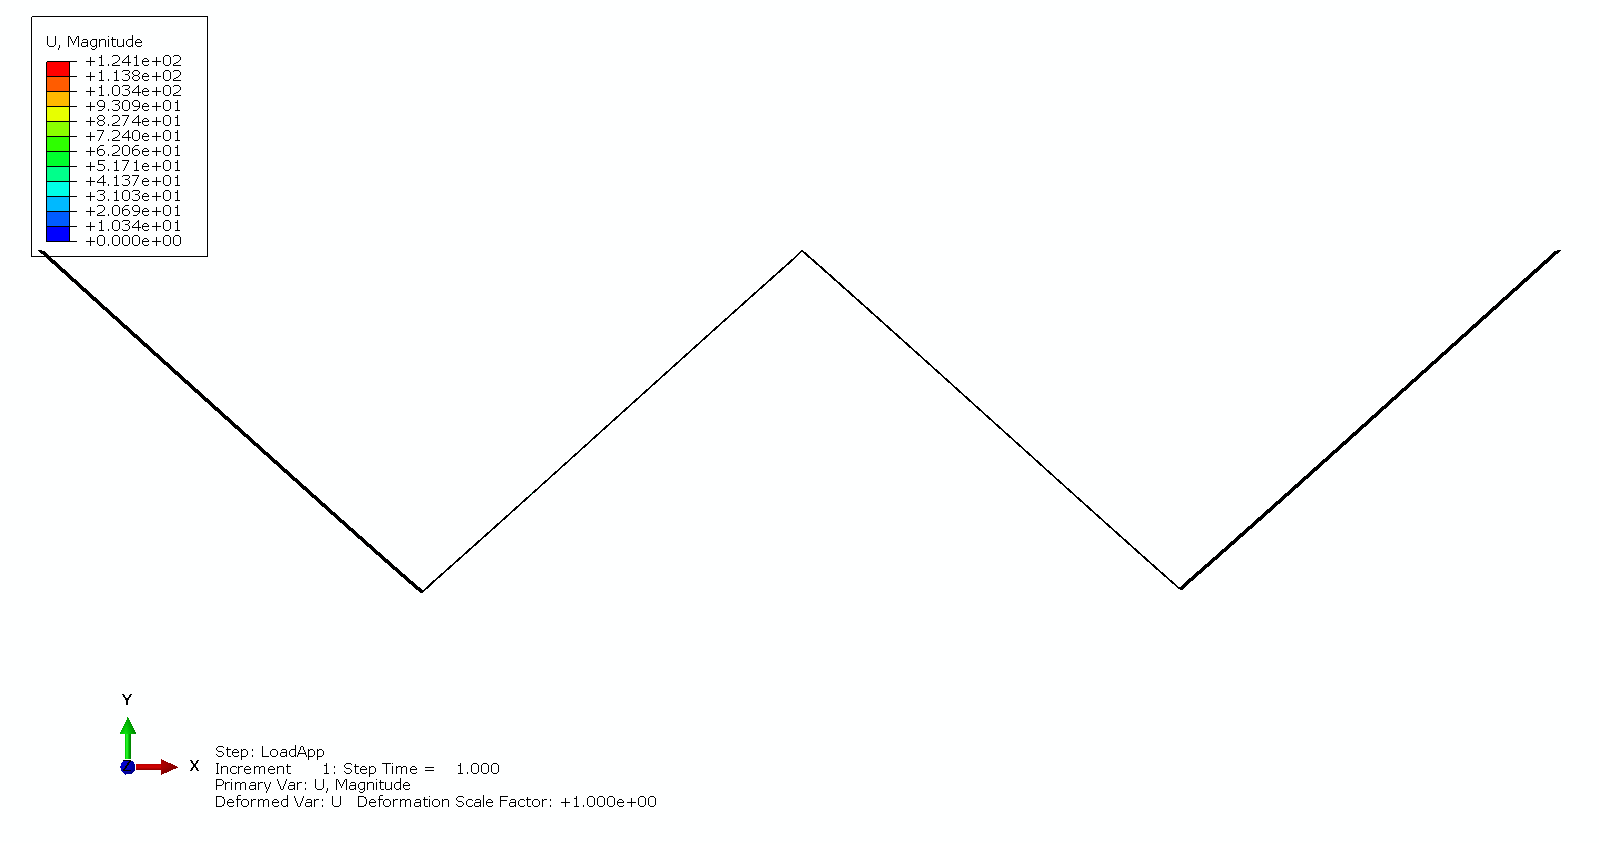 U, Magnitude
+1.241e+02
+1.138e+02
+1.034e+02
+9.309e+01
+8.274e+01
+7.240e+01
+6.206e+01
+5.171e+01
+4.137e+01
+3.103e+01
+2.069e+01
+1.034e+01
+0.000e+00
Y
X
Step: LoadApp
Increment 1: Step Time = 1.000
Primary Var: U, Magnitude
Deformed Var: U Deformation Scale Factor: +1.000e+00